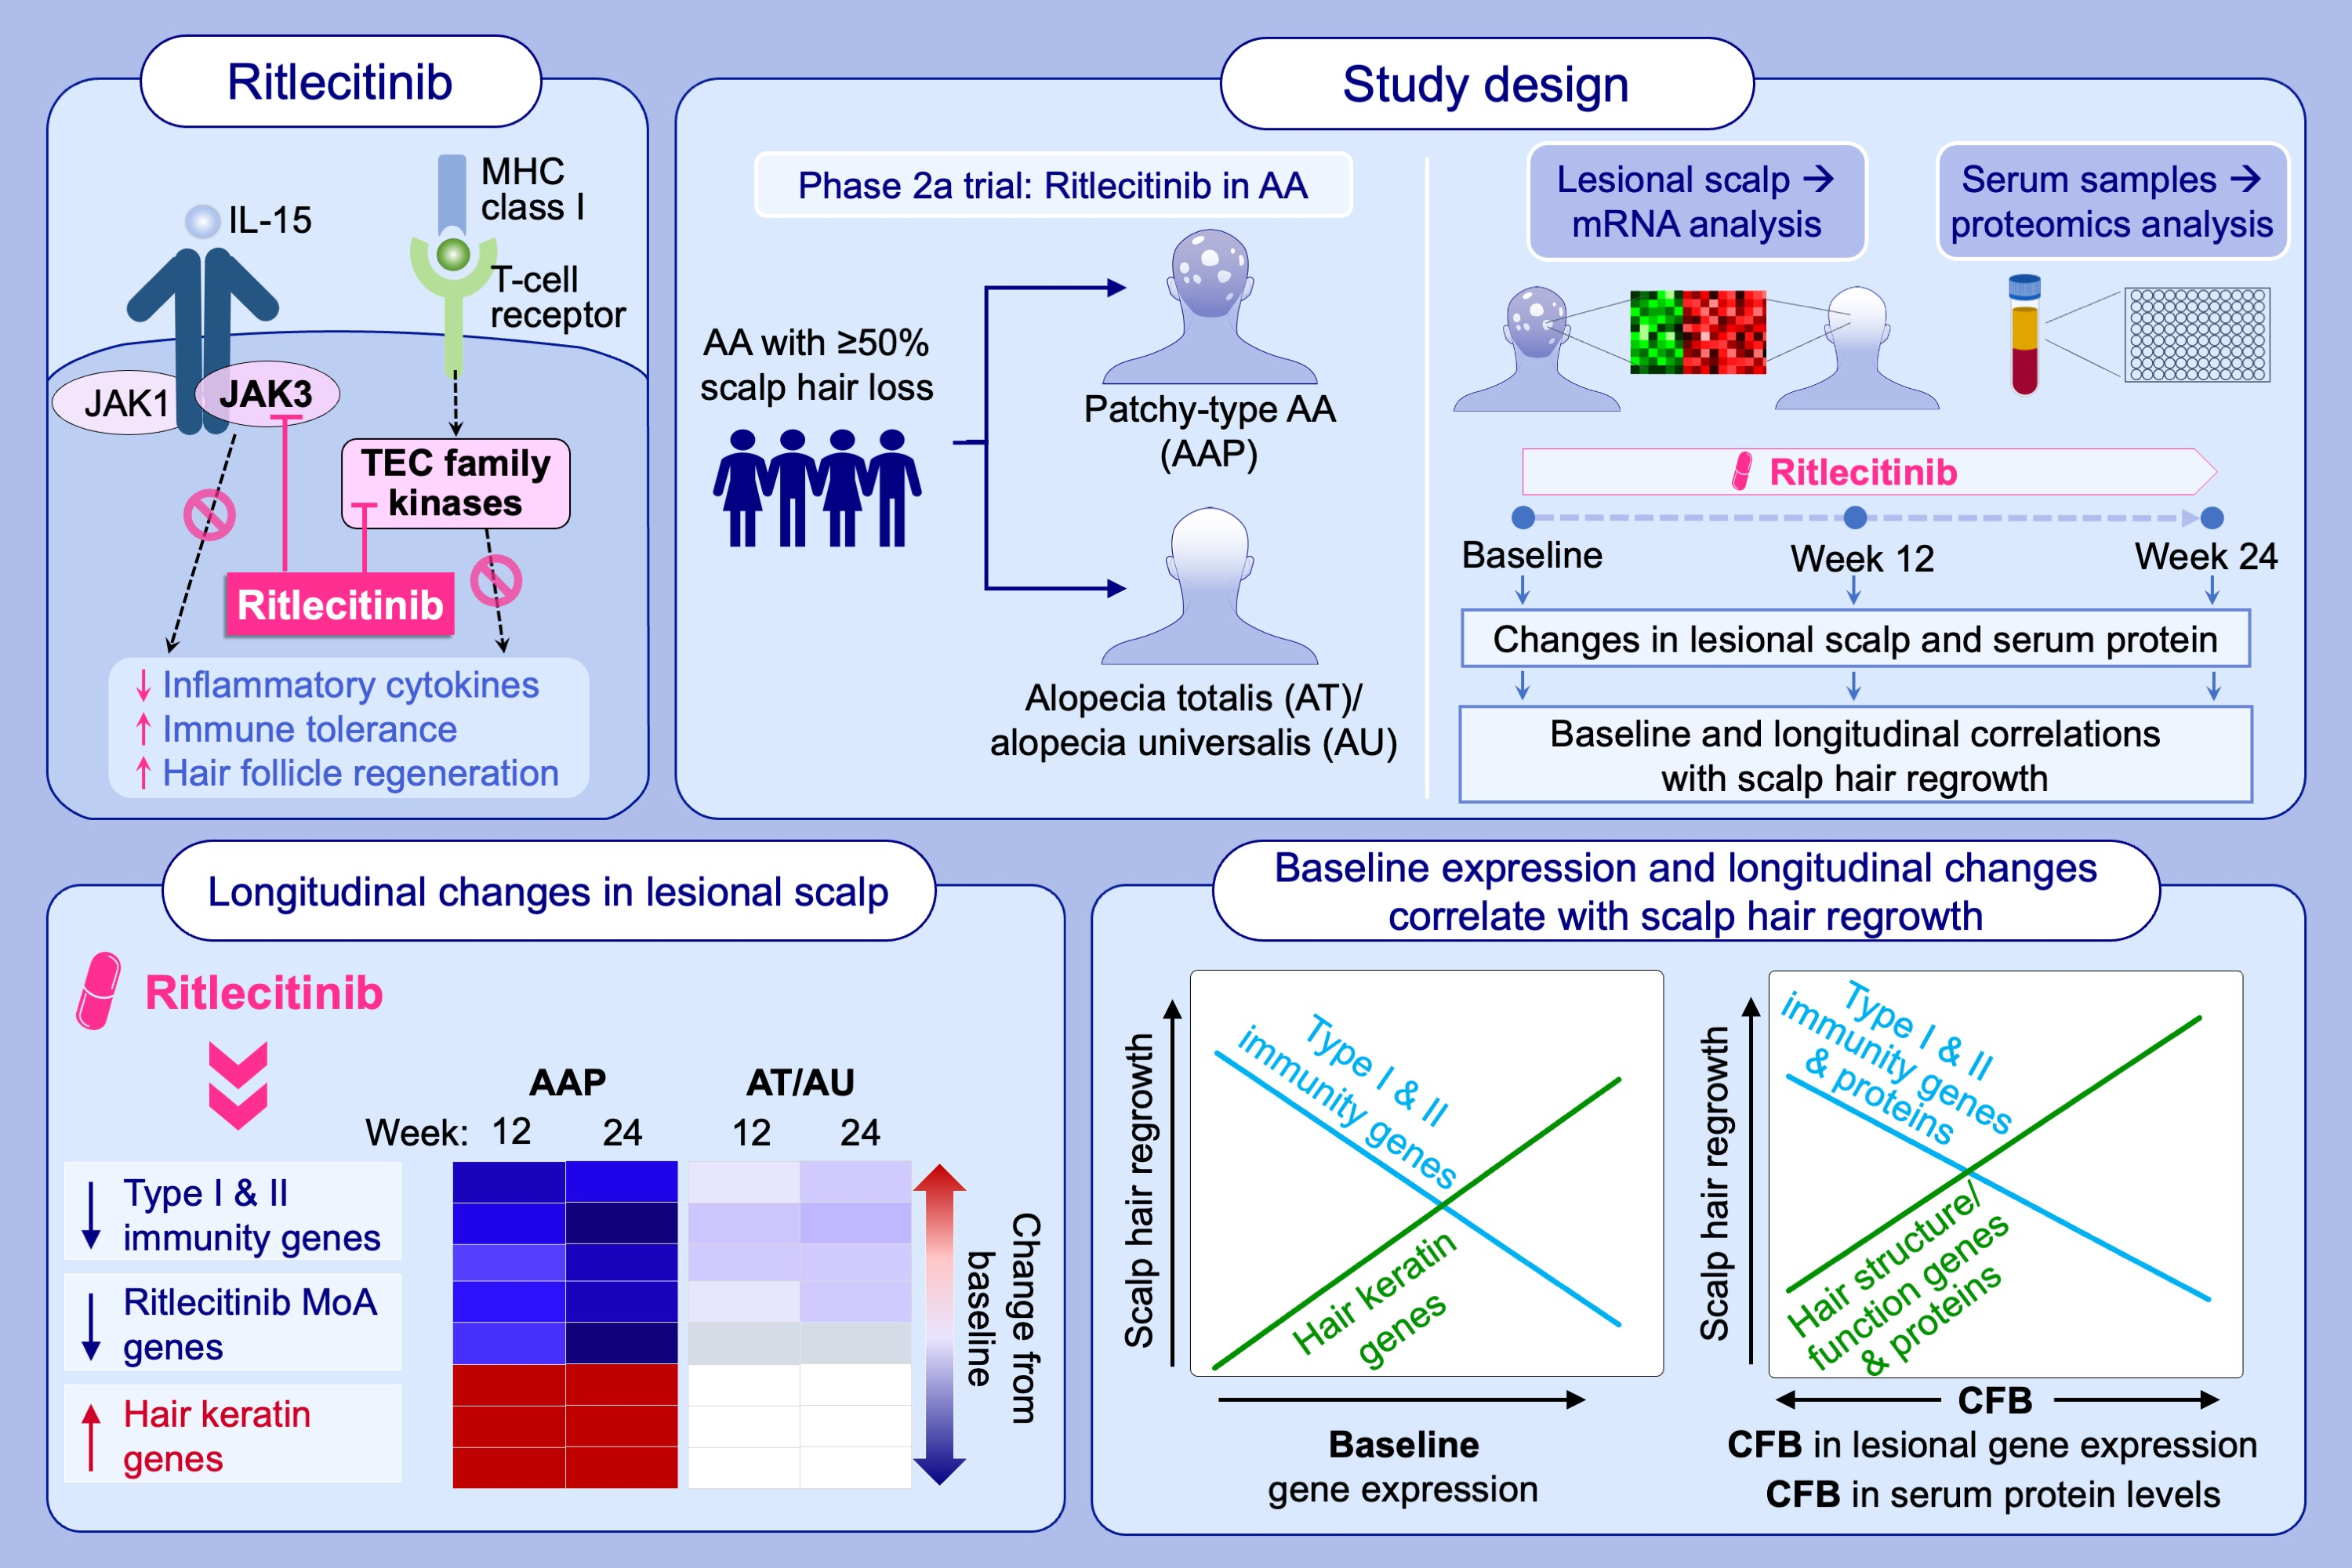 Ritlecitinib
MHC
class I
IL-15
T-cell
receptor
JAK1
JAK3
TEC family
kinases
Ritlecitinib
↓ Inflammatory cytokines
↑ Immune tolerance
↑ Hair follicle regeneration
Study design
Phase 2a trial: Ritlecitinib in AA
AA with ≥50%
scalp hair loss
Patchy-type AA
(AAP)
Alopecia totalis (AT)/
alopecia universalis (AU)
Lesional scalp →
mRNA analysis
Serum samples →
proteomics analysis
Ritlecitinib
Baseline
Week 12
Week 24
Changes in lesional scalp and serum protein
Baseline and longitudinal correlations
with scalp hair regrowth
Longitudinal changes in lesional scalp
Ritlecitinib
AAP
AT/AU
Week: 12 24 12 24
Type I & II
immunity genes
Ritlecitinib MoA
genes
Hair keratin
genes
Change from
baseline
Baseline expression and longitudinal changes
correlate with scalp hair regrowth
Scalp hair regrowth
Type I & II
immunity genes
Hair keratin
genes
Baseline
gene expression
Scalp hair regrowth
Type I & II
immunity genes
& proteins
Hair structure/
function genes
& proteins
CFB
CFB in lesional gene expression
CFB in serum protein levels